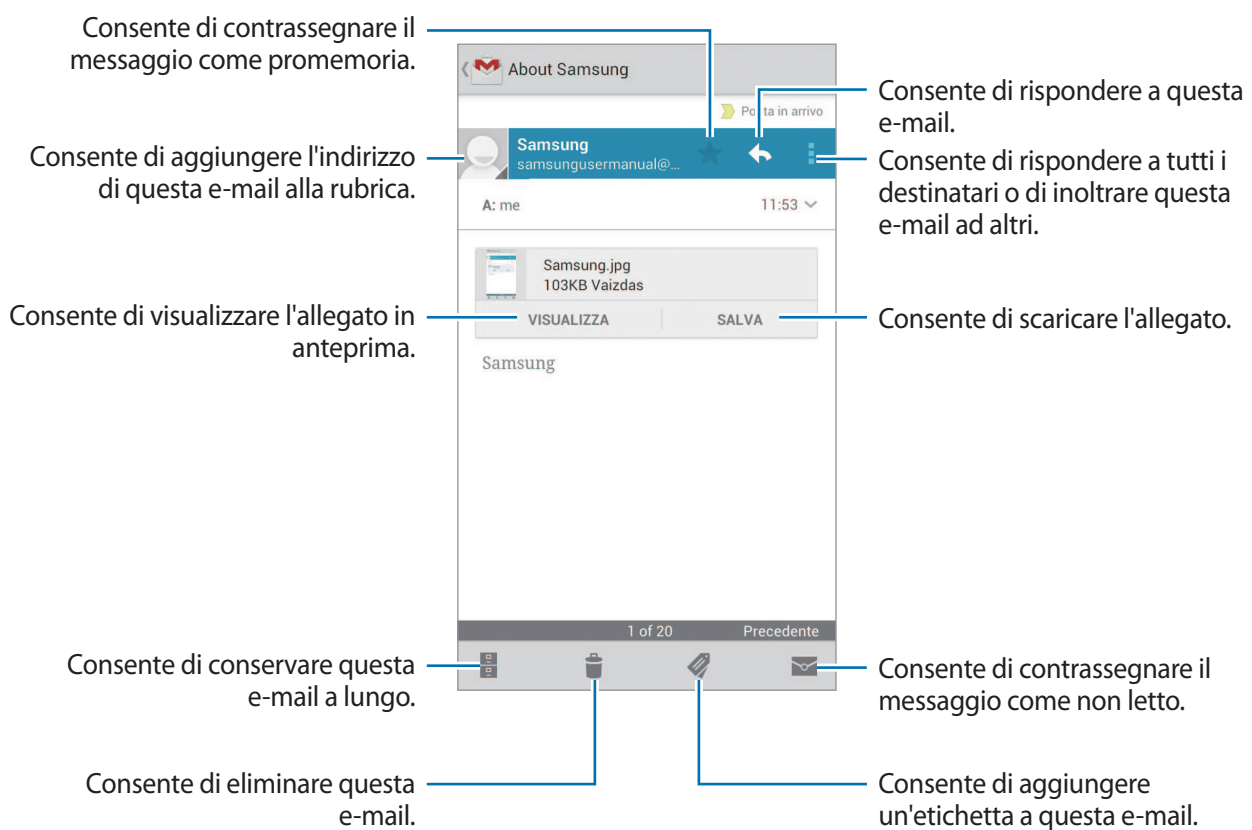 Consente di contrassegnare il
messaggio come promemoria.
Consente di aggiungere l'indirizzo
di questa e-mail alla rubrica.
Consente di visualizzare l'allegato in
anteprima.
Consente di conservare questa
e-mail a lungo.
Consente di eliminare questa
e-mail.
About Samsung
Posta in arrivo
Samsung
samsungusermanual@...
A: me
11:53
Samsung.jpg
103KB Vaizdas
VISUALIZZA
SALVA
Samsung
1 of 20
Precedente
Consente di rispondere a questa
e-mail.
Consente di rispondere a tutti i
destinatari o di inoltrare questa
e-mail ad altri.
Consente di scaricare l'allegato.
Consente di contrassegnare il
messaggio come non letto.
Consente di aggiungere
un'etichetta a questa e-mail.